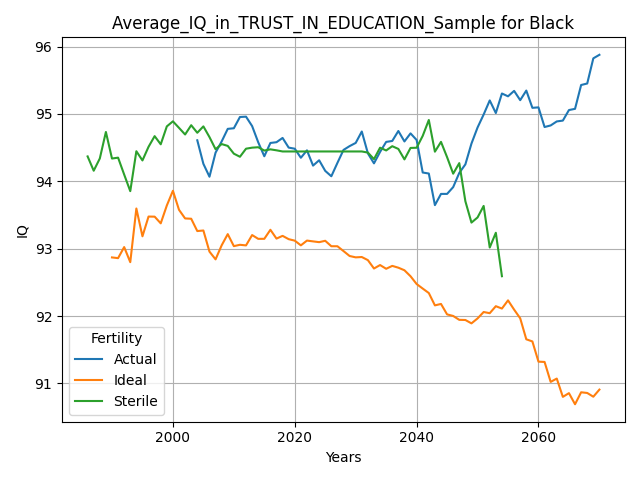 Average_IQ_in_TRUST_IN_EDUCATION_Sample for Black
96
95
94
93
92
91
IQ
Fertility
Actual
Ideal
Sterile
2000
2020
2040
2060
Years